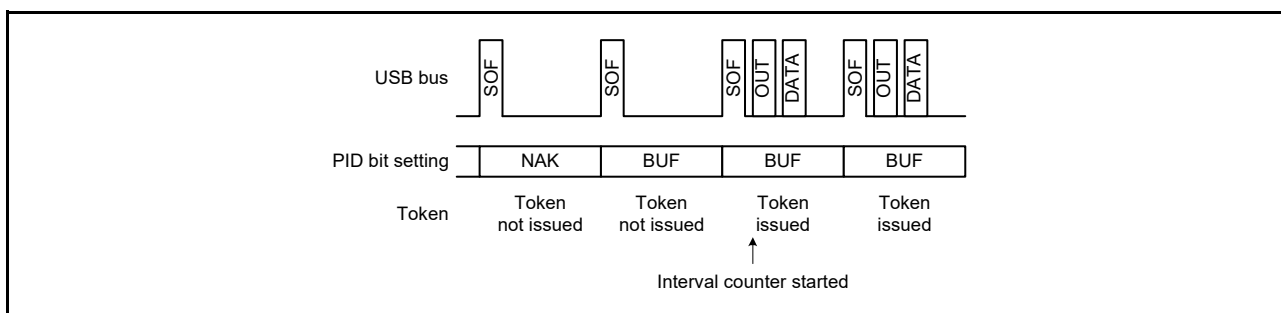 USB bus SOF SOF SOF OUT DATA SOF OUT DATA
PID bit setting NAK BUF BUF BUF
Token Token not issued Token not issued Token issued Token issued
Interval counter started